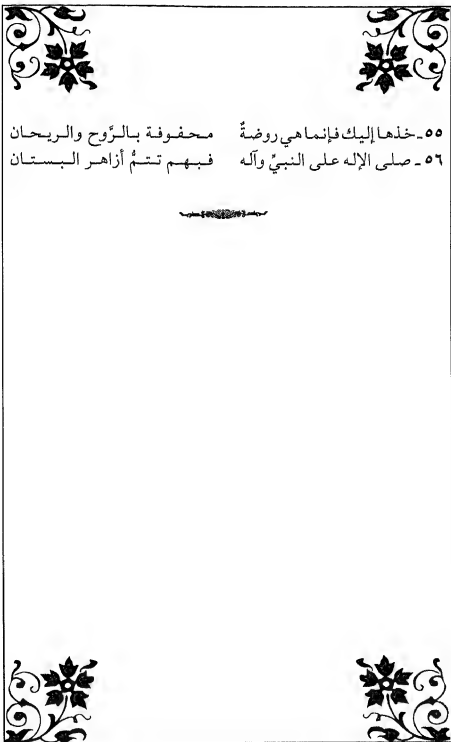 ٥٥ـ خذها إليك فإنما هي روضةٌ محفوفة بالرَّوح والريحان
٥٦ ـ صلى الإله على النبيِّ وآله فبهم تتمُّ أزاهر البستان